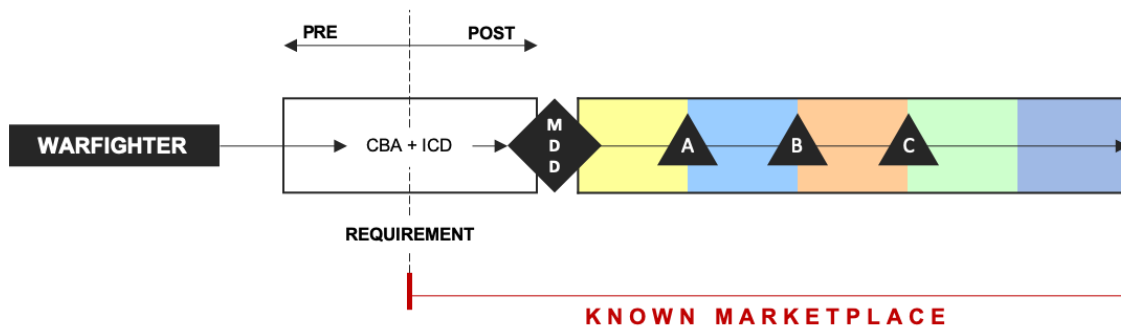 PRE
POST
WARFIGHTER
CBA + ICD
M
D
D
A
B
C
REQUIREMENT
KNOWN MARKETPLACE